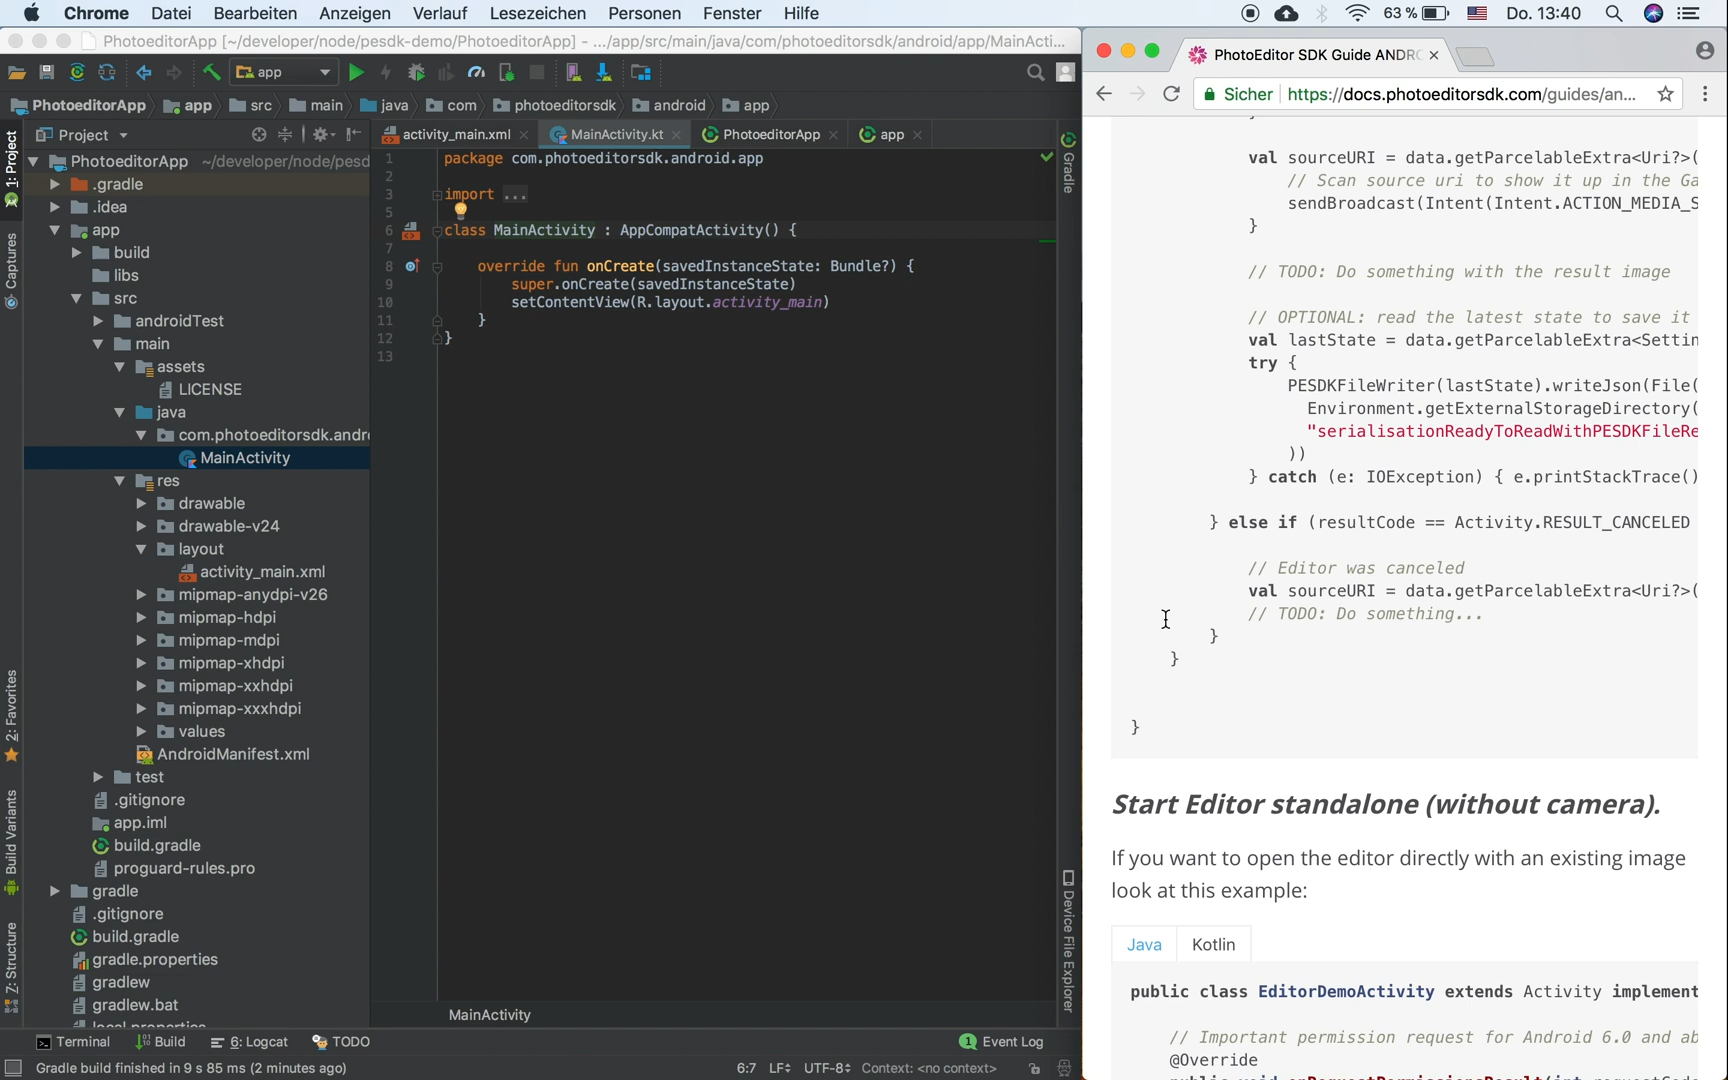 Chrome Datei Bearbeiten Anzeigen Verlauf Lesezeichen Personen Fenster Hilfe 63 % Do. 13:40
PhotoeditorApp [~/developer/node/pesdk-demo/PhotoeditorApp] - .../app/src/main/java/com/photoeditorsdk/android/app/MainActi...
app
PhotoeditorApp app src main java com photoeditorsdk android app
Project
activity_main.xml MainActivity.kt PhotoeditorApp app
1: Project
Captures
2: Favorites
Build Variants
7: Structure
PhotoeditorApp ~/developer/node/pesd
.gradle
.idea
app
build
libs
src
androidTest
main
assets
LICENSE
java
com.photoeditorsdk.andr
MainActivity
res
drawable
drawable-v24
layout
activity_main.xml
mipmap-anydpi-v26
mipmap-hdpi
mipmap-mdpi
mipmap-xhdpi
mipmap-xxhdpi
mipmap-xxxhdpi
values
AndroidManifest.xml
test
.gitignore
app.iml
build.gradle
proguard-rules.pro
gradle
.gitignore
build.gradle
gradle.properties
gradlew
gradlew.bat
local.properties
1 package com.photoeditorsdk.android.app
2
3 import ...
5
6 class MainActivity : AppCompatActivity() {
7
8 override fun onCreate(savedInstanceState: Bundle?) {
9 super.onCreate(savedInstanceState)
10 setContentView(R.layout.activity_main)
11 }
12 }
13
MainActivity
Gradle
Device File Explorer
Terminal Build 6: Logcat TODO 1 Event Log
Gradle build finished in 9 s 85 ms (2 minutes ago) 6:7 LF÷ UTF-8÷ Context: <no context>
PhotoEditor SDK Guide ANDR
Sicher https://docs.photoeditorsdk.com/guides/an...
}
val sourceURI = data.getParcelableExtra<Uri?>(
// Scan source uri to show it up in the Ga
sendBroadcast(Intent(Intent.ACTION_MEDIA_S
}
// TODO: Do something with the result image
// OPTIONAL: read the latest state to save it
val lastState = data.getParcelableExtra<Settin
try {
PESDKFileWriter(lastState).writeJson(File(
Environment.getExternalStorageDirectory(
"serialisationReadyToReadWithPESDKFileRe
))
} catch (e: IOException) { e.printStackTrace()
} else if (resultCode == Activity.RESULT_CANCELED
// Editor was canceled
val sourceURI = data.getParcelableExtra<Uri?>(
// TODO: Do something...
}
}
}
Start Editor standalone (without camera).
If you want to open the editor directly with an existing image
look at this example:
Java Kotlin
public class EditorDemoActivity extends Activity implement
// Important permission request for Android 6.0 and ab
@Override